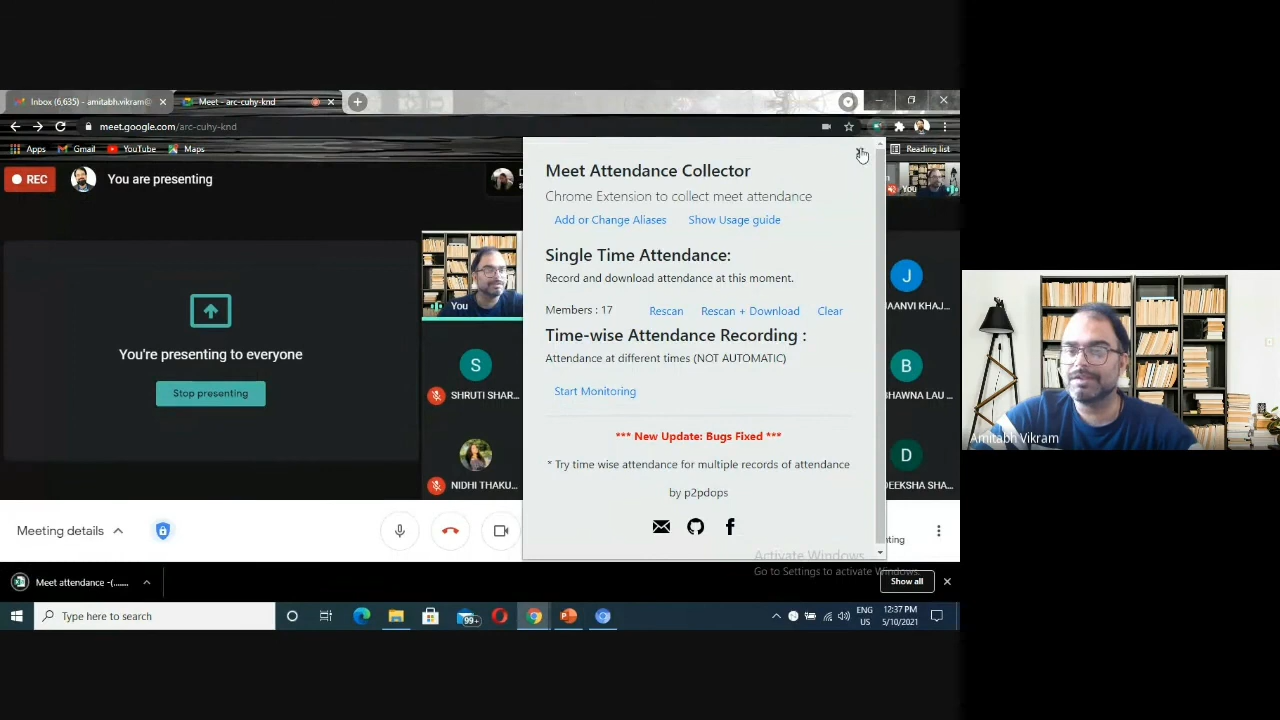 Inbox (6,635) - amitabh.vikram@
Meet - arc-cuhy-knd
meet.google.com/arc-cuhy-knd
Apps
Gmail
YouTube
Maps
Reading list
REC
You are presenting
You
Meet Attendance Collector
Chrome Extension to collect meet attendance
Add or Change Aliases
Show Usage guide
Single Time Attendance:
Record and download attendance at this moment.
Members : 17
Rescan
Rescan + Download
Clear
Time-wise Attendance Recording :
Attendance at different times (NOT AUTOMATIC)
Start Monitoring
*** New Update: Bugs Fixed ***
* Try time wise attendance for multiple records of attendance
by p2pdops
You're presenting to everyone
Stop presenting
You
S
SHRUTI SHAR...
NIDHI THAKU...
J
AANVI KHAJ...
B
BHAWNA LAU ...
D
DEEKSHA SHA...
Amitabh Vikram
Meeting details
nting
Activate Windows
Go to Settings to activate Windows.
Meet attendance -(.......
Show all
Type here to search
99+
ENG
US
12:37 PM
5/10/2021